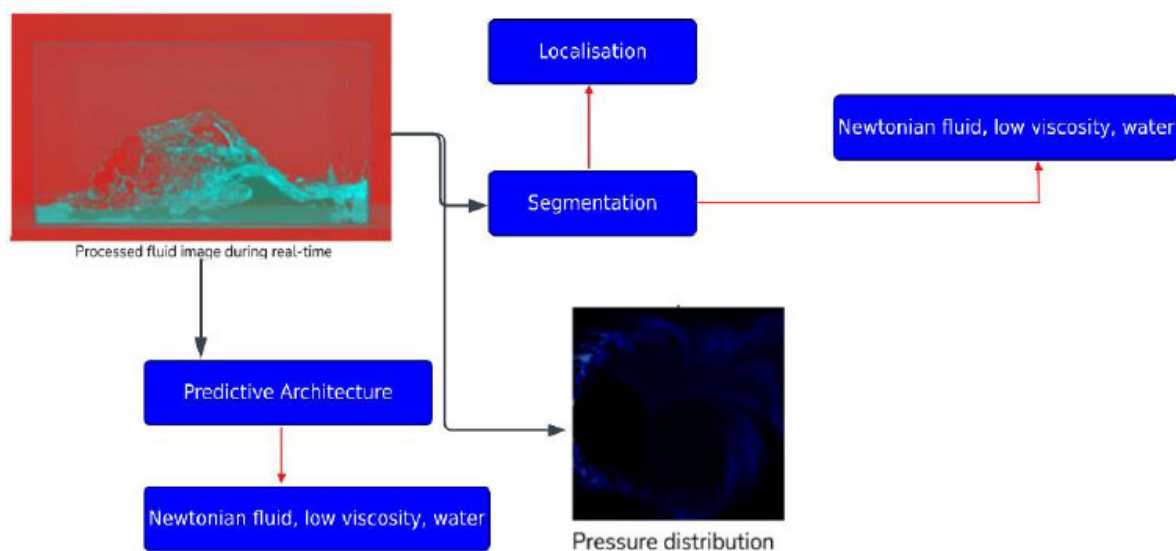 Localisation
Newtonian fluid, low viscosity, water
Segmentation
Processed fluid image during real-time
Predictive Architecture
Newtonian fluid, low viscosity, water
Pressure distribution